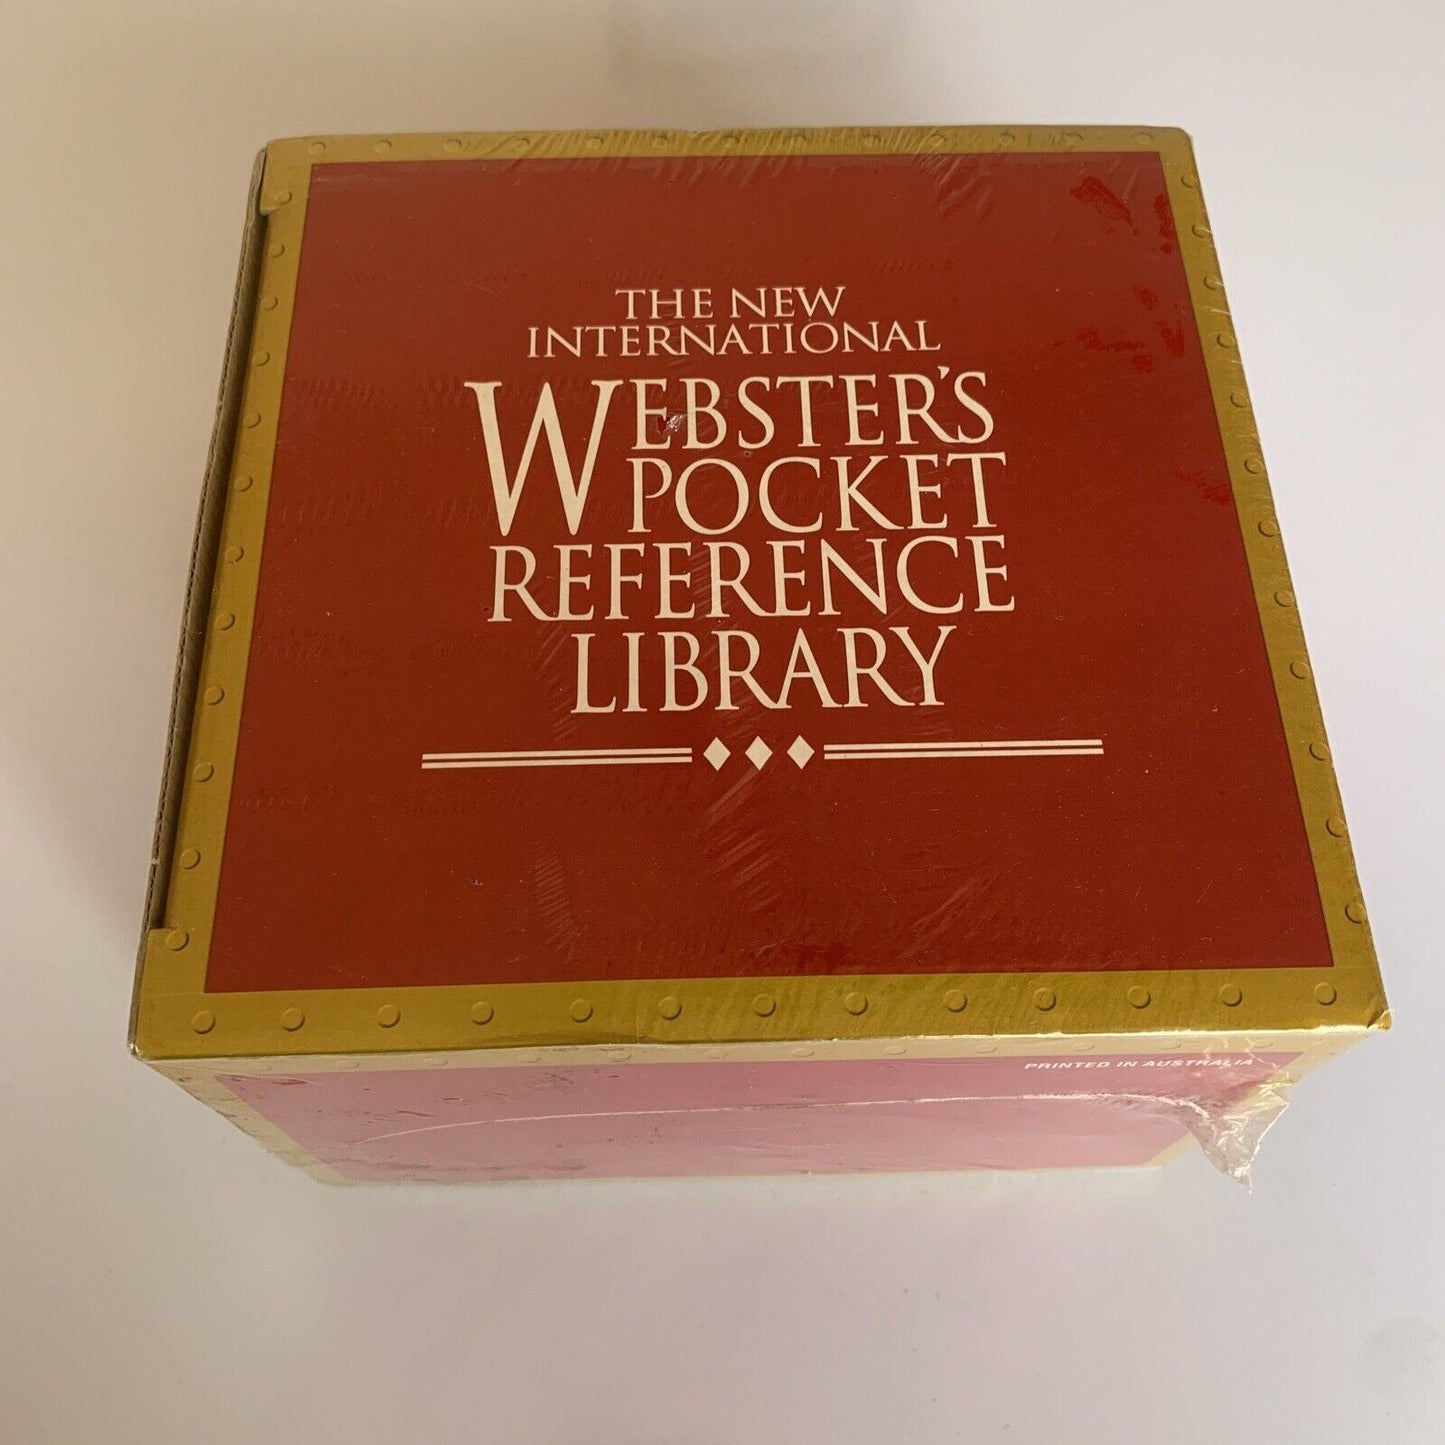 THE NEW
INTERNATIONAL
WEBSTER'S
POCKET
REFERENCE
LIBRARY
PRINTED IN AUSTRALIA